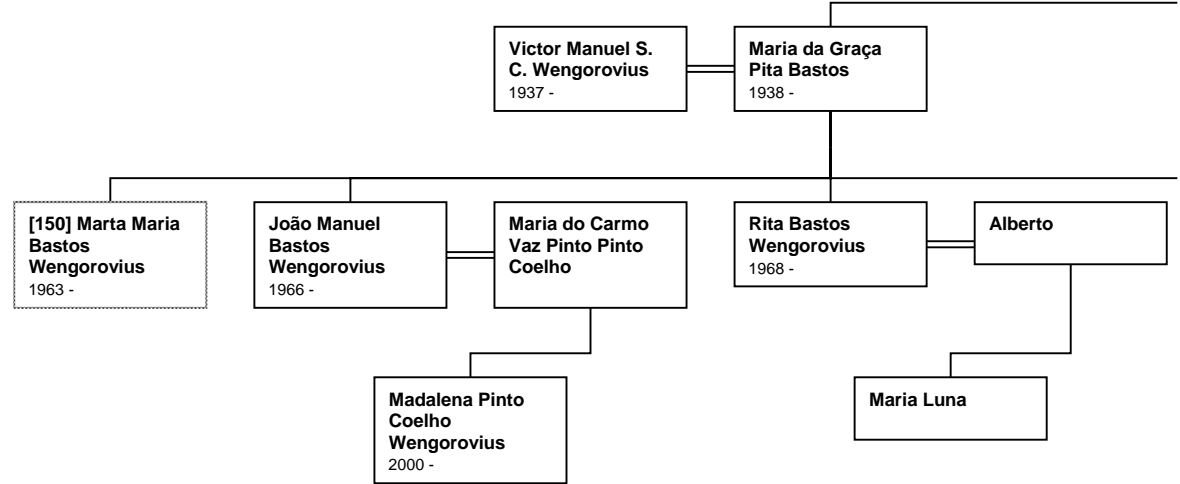 Victor Manuel S.
C. Wengorovius
1937 -
Maria da Graça
Pita Bastos
1938 -
[150] Marta Maria
Bastos
Wengorovius
1963 -
João Manuel
Bastos
Wengorovius
1966 -
Maria do Carmo
Vaz Pinto Pinto
Coelho
Rita Bastos
Wengorovius
1968 -
Alberto
Madalena Pinto
Coelho
Wengorovius
2000 -
Maria Luna